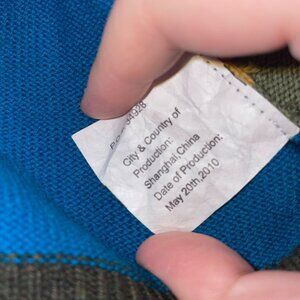 City & Country of
Production:
Shanghai,China
Date of Production:
May 20th,2010